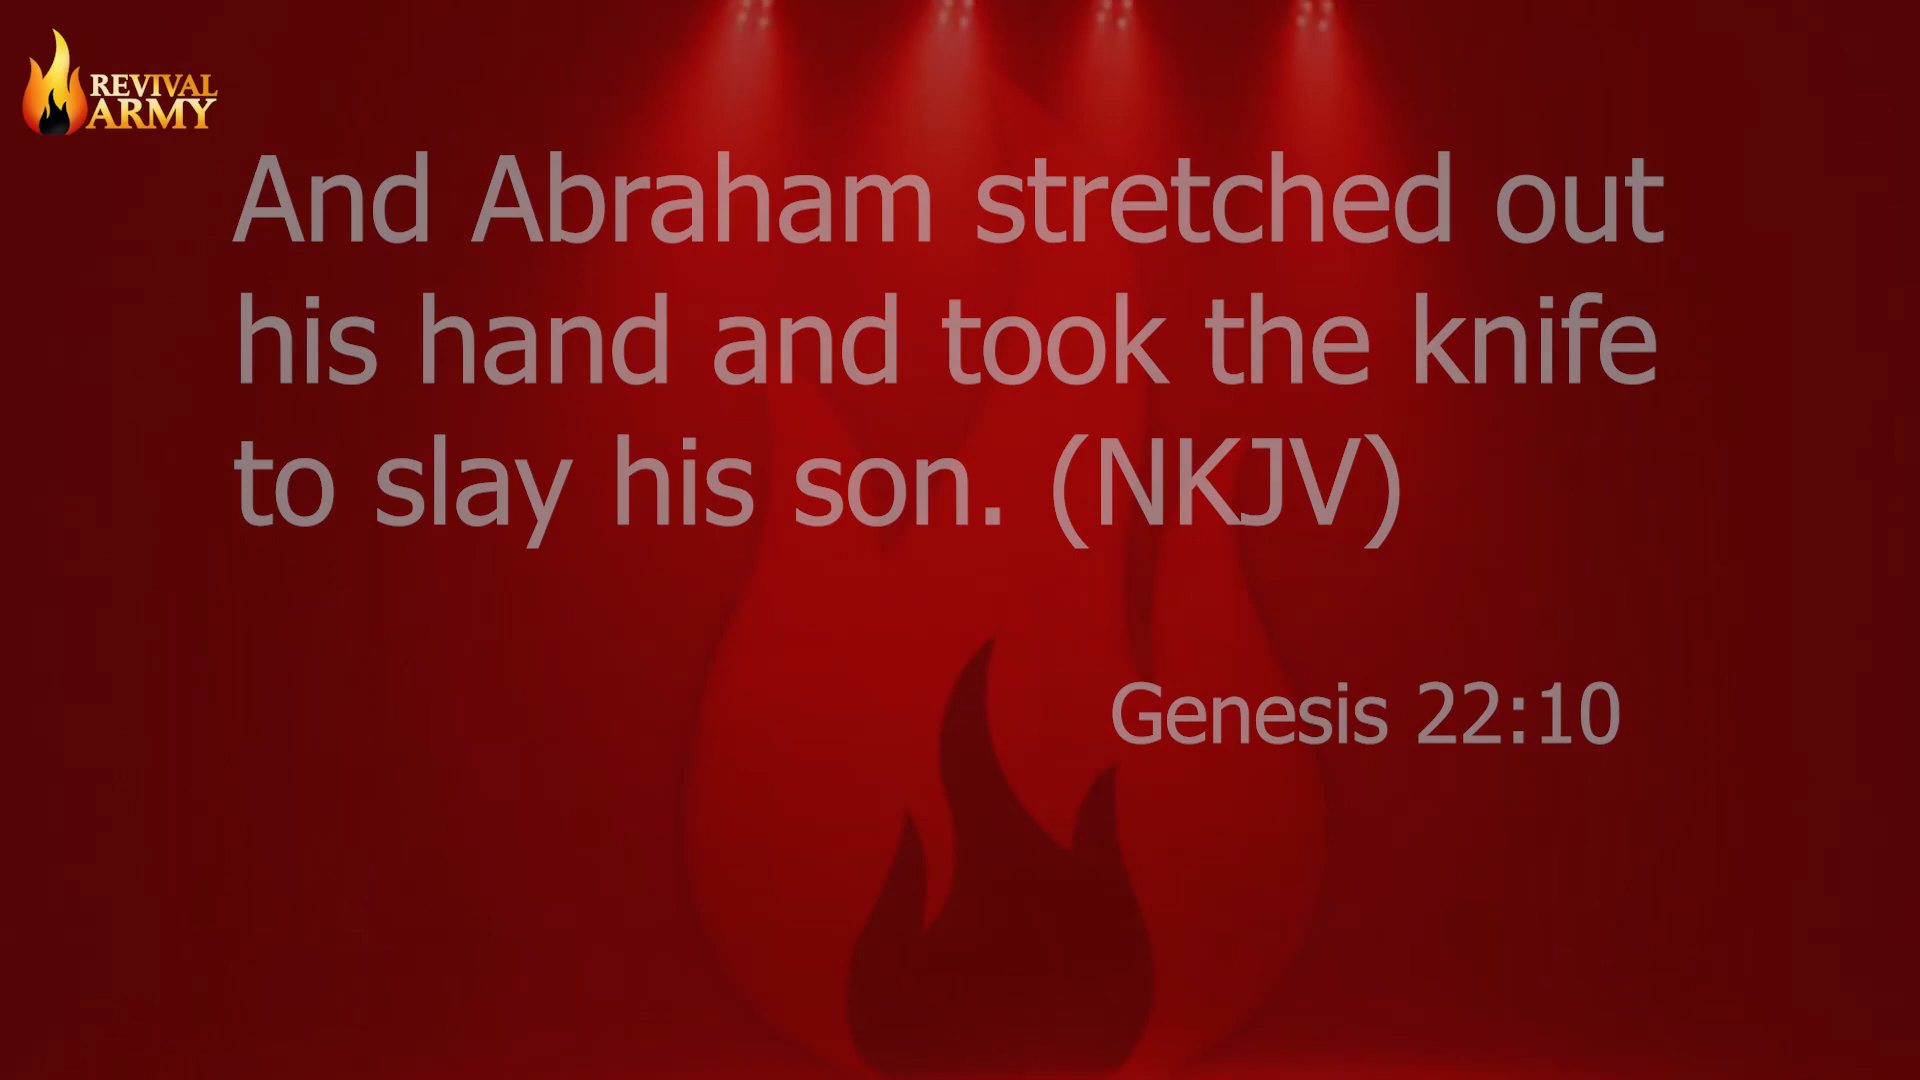 REVIVAL
ARMY
And Abraham stretched out
his hand and took the knife
to slay his son. (NKJV)
Genesis 22:10